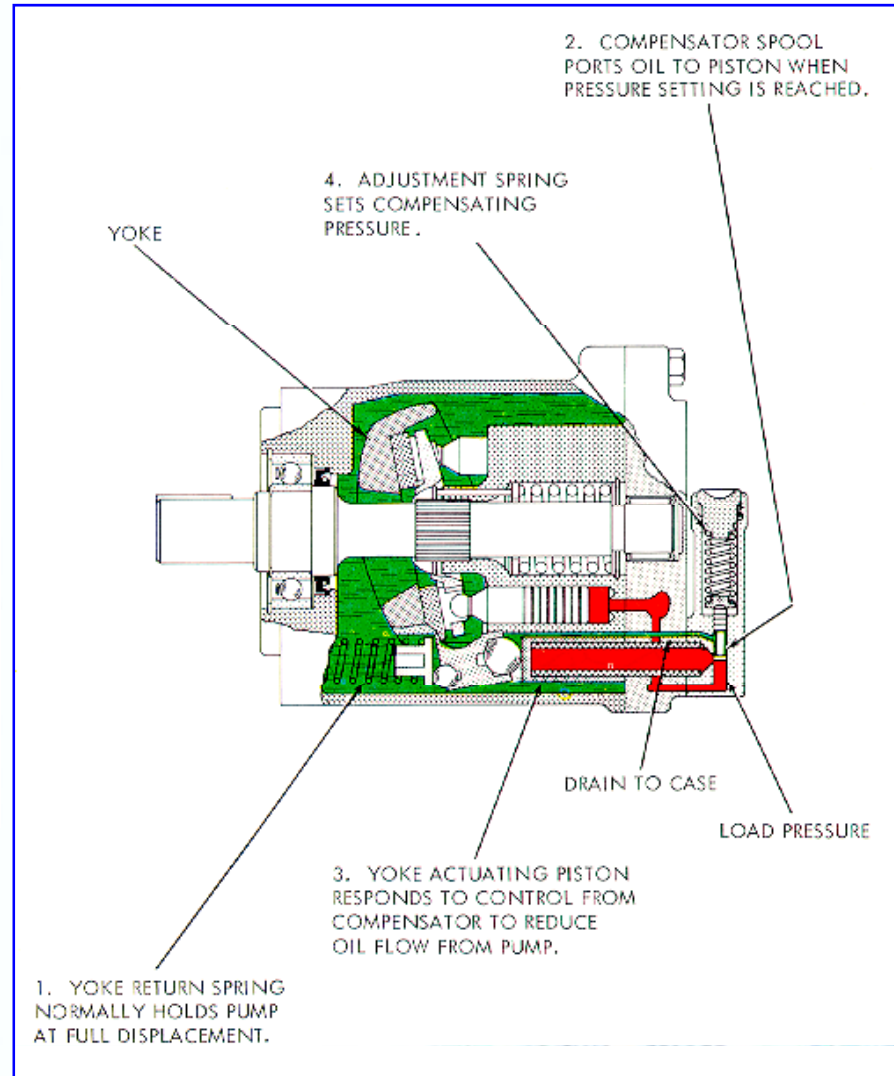 2. COMPENSATOR SPOOL
PORTS OIL TO PISTON WHEN
PRESSURE SETTING IS REACHED.
4. ADJUSTMENT SPRING
SETS COMPENSATING
PRESSURE.
YOKE
DRAIN TO CASE
LOAD PRESSURE
3. YOKE ACTUATING PISTON
RESPONDS TO CONTROL FROM
COMPENSATOR TO REDUCE
OIL FLOW FROM PUMP.
1. YOKE RETURN SPRING
NORMALLY HOLDS PUMP
AT FULL DISPLACEMENT.